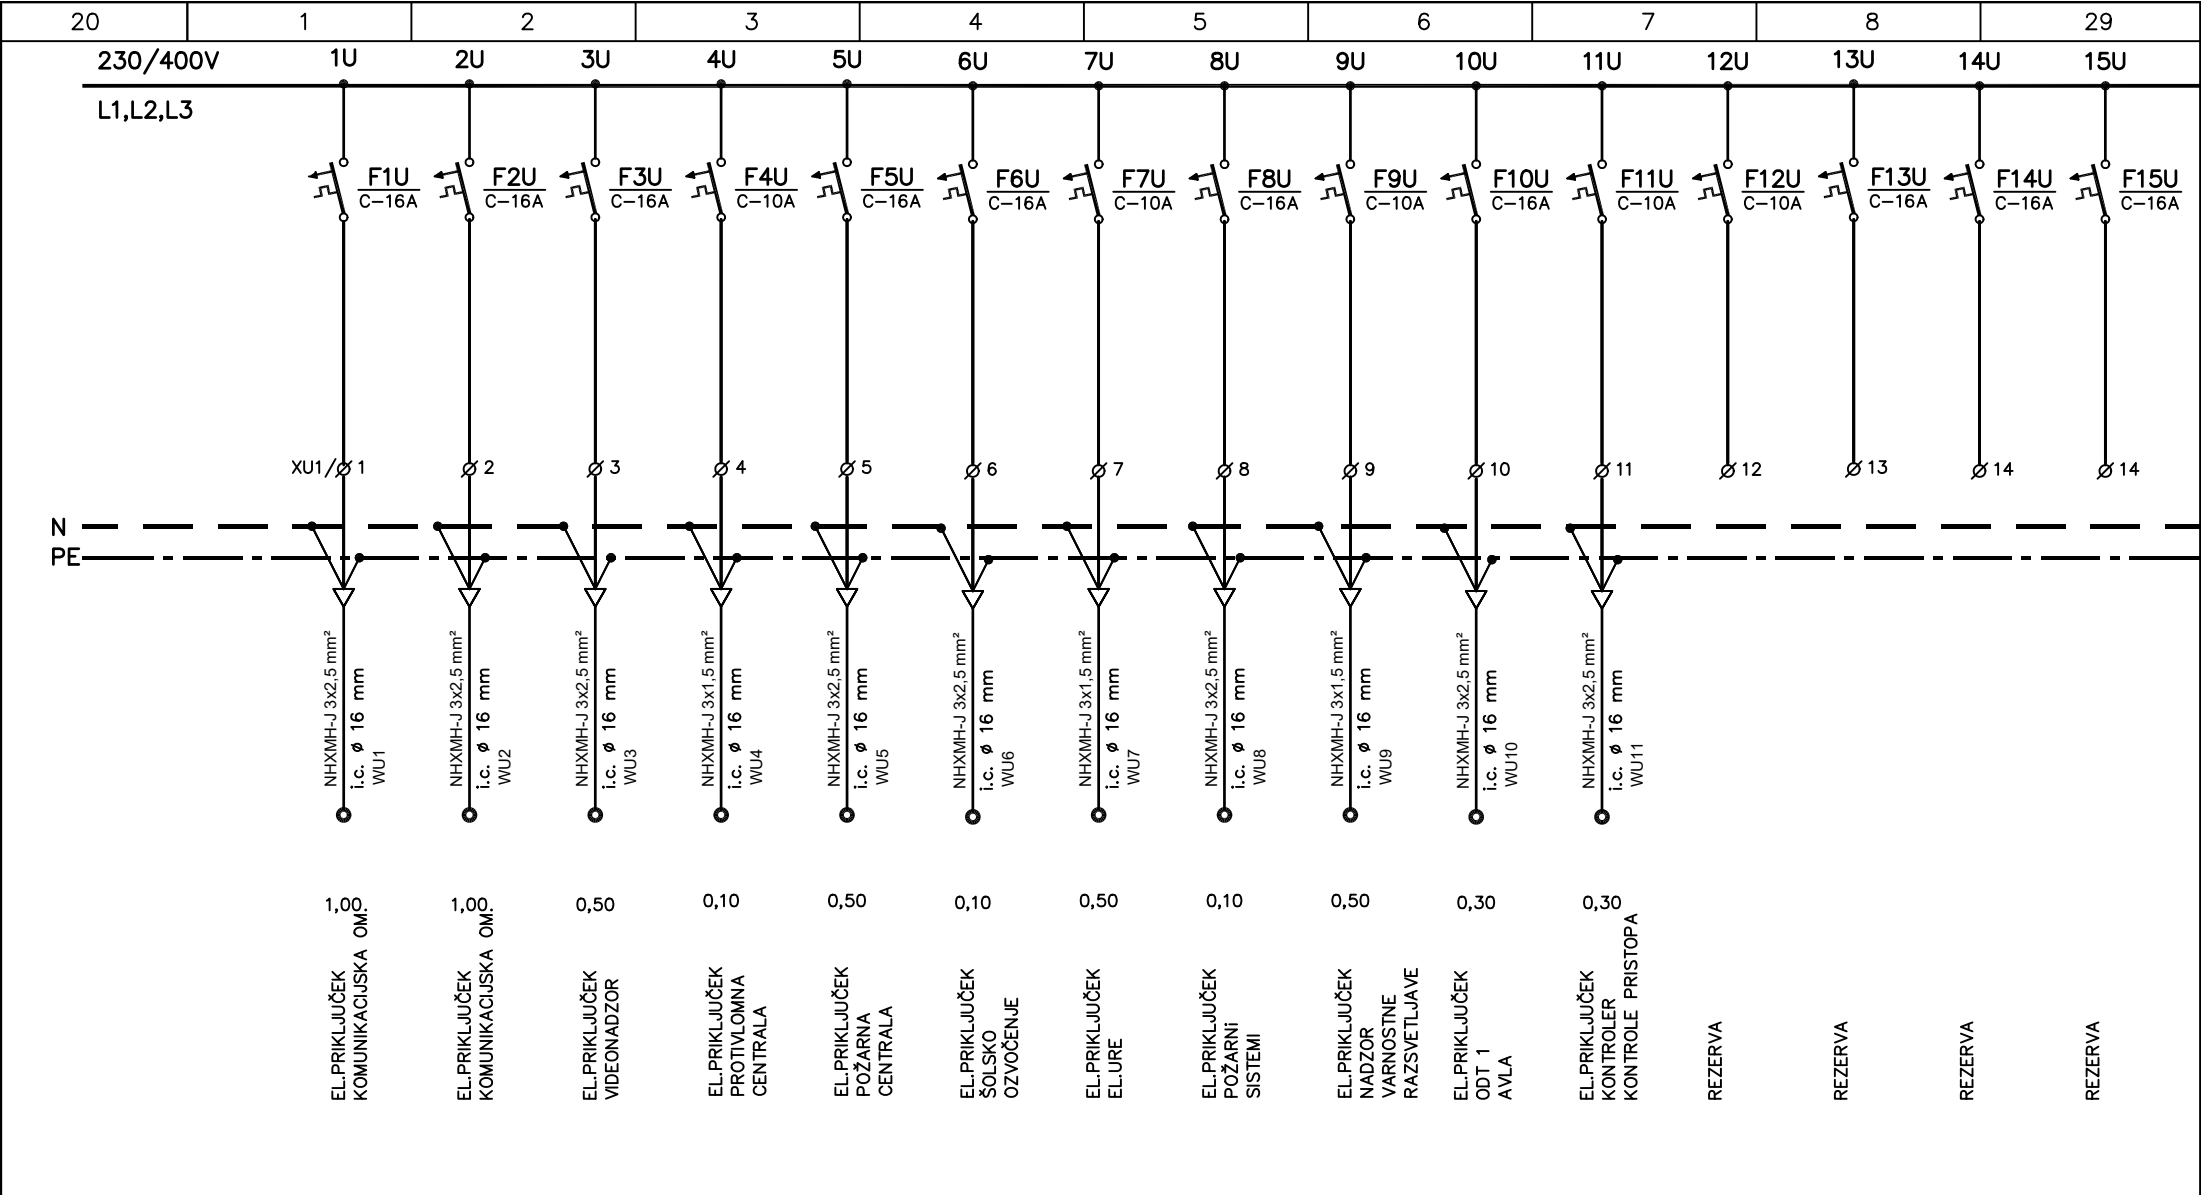 20 1 2 3 4 5 6 7 8 29
230/400V 1U 2U 3U 4U 5U 6U 7U 8U 9U 10U 11U 12U 13U 14U 15U
L1,L2,L3
F1U F2U F3U F4U F5U F6U F7U F8U F9U F10U F11U F12U F13U F14U F15U
C-16A C-16A C-16A C-10A C-16A C-16A C-10A C-16A C-10A C-16A C-10A C-10A C-16A C-16A C-16A
XU1/ 1 2 3 4 5 6 7 8 9 10 11 12 13 14 14
N
PE
NHXMH-J 3x2,5 mm²
i.c. ø 16 mm
WU1
NHXMH-J 3x2,5 mm²
i.c. ø 16 mm
WU2
NHXMH-J 3x2,5 mm²
i.c. ø 16 mm
WU3
NHXMH-J 3x1,5 mm²
i.c. ø 16 mm
WU4
NHXMH-J 3x2,5 mm²
i.c. ø 16 mm
WU5
NHXMH-J 3x2,5 mm²
i.c. ø 16 mm
WU6
NHXMH-J 3x1,5 mm²
i.c. ø 16 mm
WU7
NHXMH-J 3x2,5 mm²
i.c. ø 16 mm
WU8
NHXMH-J 3x1,5 mm²
i.c. ø 16 mm
WU9
NHXMH-J 3x2,5 mm²
i.c. ø 16 mm
WU10
NHXMH-J 3x2,5 mm²
i.c. ø 16 mm
WU11
1,00 1,00 0,50 0,10 0,50 0,10 0,50 0,10 0,50 0,30 0,30
EL.PRIKLJUČEK
KOMUNIKACIJSKA OM.
EL.PRIKLJUČEK
KOMUNIKACIJSKA OM.
EL.PRIKLJUČEK
VIDEONADZOR
EL.PRIKLJUČEK
PROTIVLOMNA
CENTRALA
EL.PRIKLJUČEK
POŽARNA
CENTRALA
EL.PRIKLJUČEK
ŠOLSKO
OZVOČENJE
EL.PRIKLJUČEK
EL.URE
EL.PRIKLJUČEK
POŽARNi
SISTEMI
EL.PRIKLJUČEK
NADZOR
VARNOSTNE
RAZSVETLJAVE
EL.PRIKLJUČEK
ODT 1
AVLA
EL.PRIKLJUČEK
KONTROLER
KONTROLE PRISTOPA
REZERVA
REZERVA
REZERVA
REZERVA